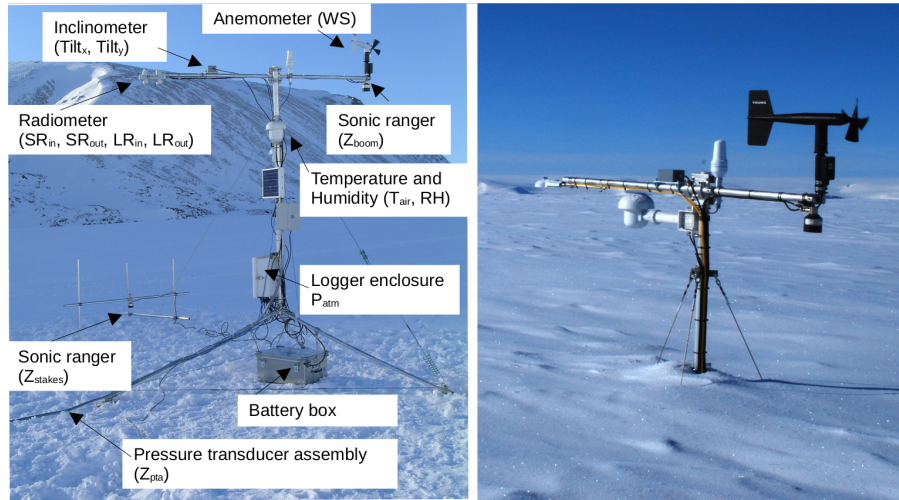 Anemometer (WS)
Inclinometer
(Tiltx, Tilty)
Radiometer
(SRin, SRout, LRin, LRout)
Sonic ranger
(Zboom)
Temperature and
Humidity (Tair, RH)
Logger enclosure
Patm
Sonic ranger
(Zstakes)
Battery box
Pressure transducer assembly
(Zpta)
YOUNG